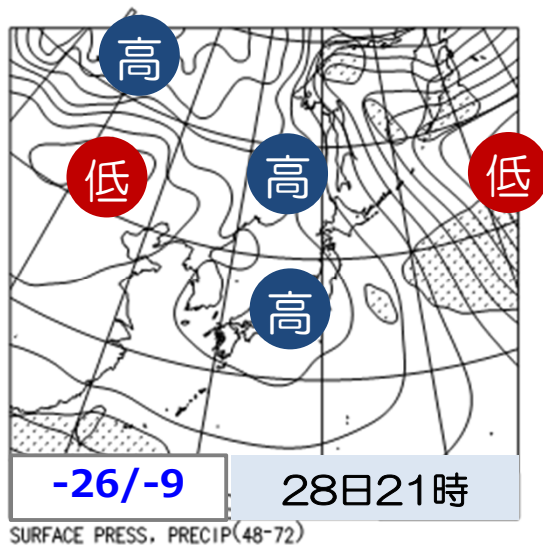 高
低
高
低
高
-26/-9
28日21時
SURFACE PRESS, PRECIP(48-72)